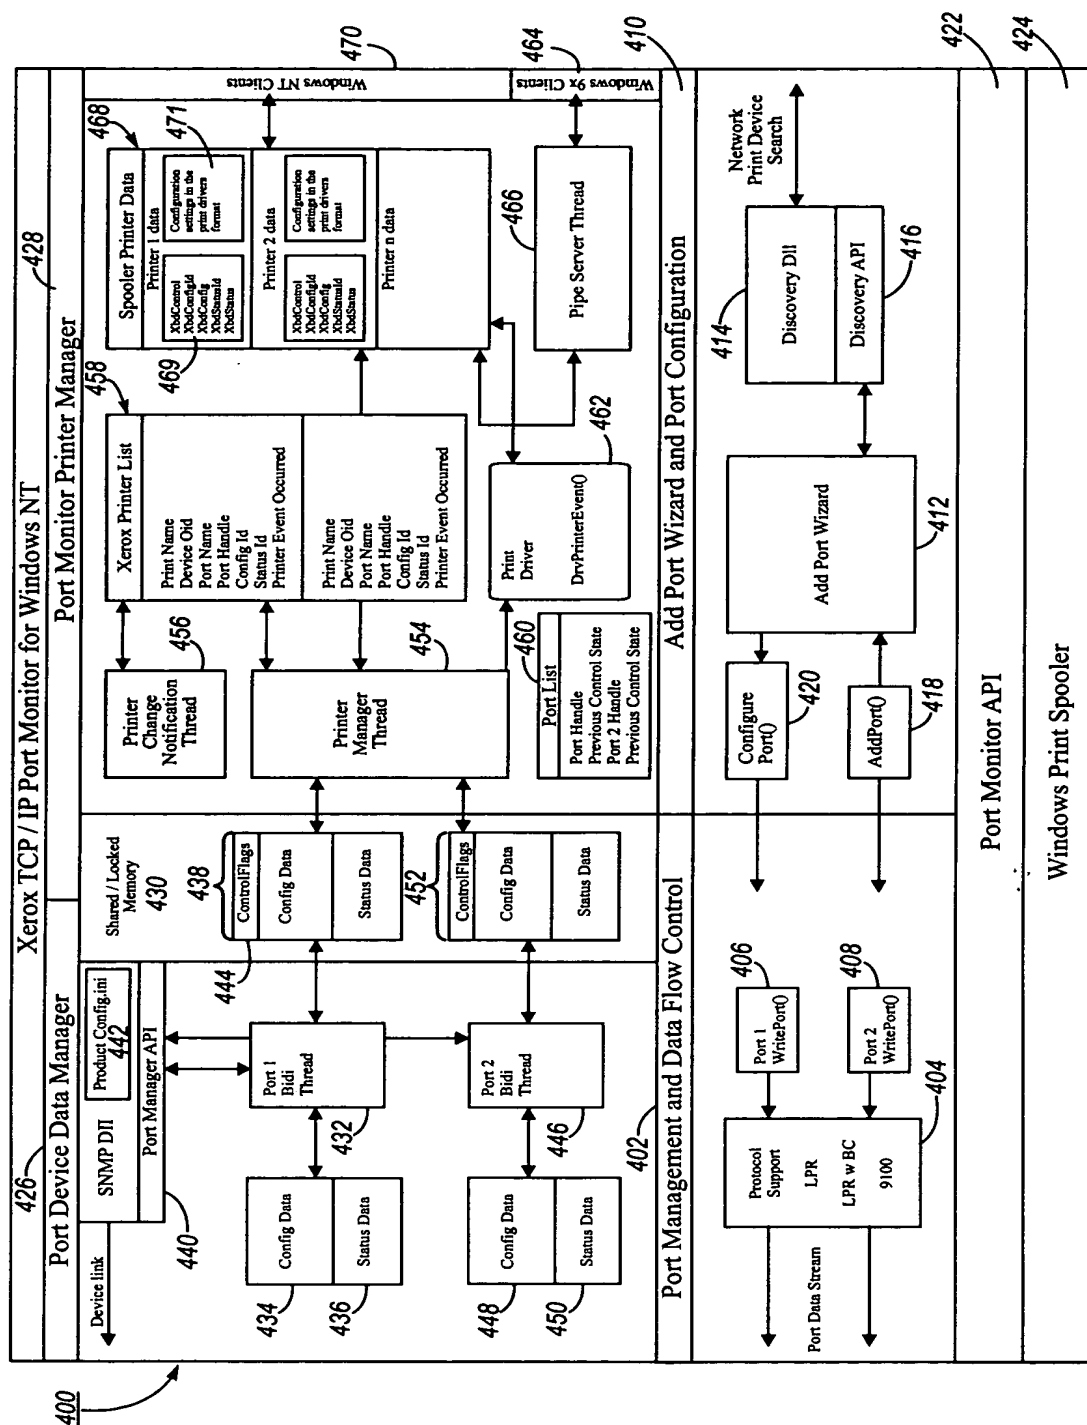 400
Xerox TCP / IP Port Monitor for Windows NT
426
Port Device Data Manager
428
Port Monitor Printer Manager
Device link
SNMP Dll
Product Config.ini
442
Port Manager API
440
Shared / Locked
Memory
430
434
Config Data
436
Status Data
Port 1
Bidi
Thread
432
438
444
ControlFlags
Config Data
Status Data
448
Config Data
450
Status Data
Port 2
Bidi
Thread
446
452
ControlFlags
Config Data
Status Data
Printer
Change
Notification
Thread
456
Printer
Manager
Thread
454
458
Xerox Printer List
Print Name
Device Oid
Port Name
Port Handle
Config Id
Status Id
Printer Event Occurred
Print Name
Device Oid
Port Name
Port Handle
Config Id
Status Id
Printer Event Occurred
460
Port List
Port Handle
Previous Control State
Port 2 Handle
Previous Control State
Print
Driver
DrvPrinterEvent()
462
468
Spooler Printer Data
Printer 1 data
XbdControl
XbdConfigId
XbdConfig
XbdStatusId
XbdStatus
469
Configuration
settings in the
print drivers
format
471
Printer 2 data
XbdControl
XbdConfigId
XbdConfig
XbdStatusId
XbdStatus
Configuration
settings in the
print drivers
format
Printer n data
Pipe Server Thread
466
Windows NT Clients
470
Windows 9x Clients
464
402
Port Management and Data Flow Control
Add Port Wizard and Port Configuration
410
Port Data Stream
Protocol
Support
LPR
LPR w BC
9100
404
Port 1
WritePort()
406
Port 2
WritePort()
408
Configure
Port()
420
AddPort()
418
Add Port Wizard
412
414
Discovery Dll
Discovery API
416
Network
Print Device
Search
Port Monitor API
422
Windows Print Spooler
424